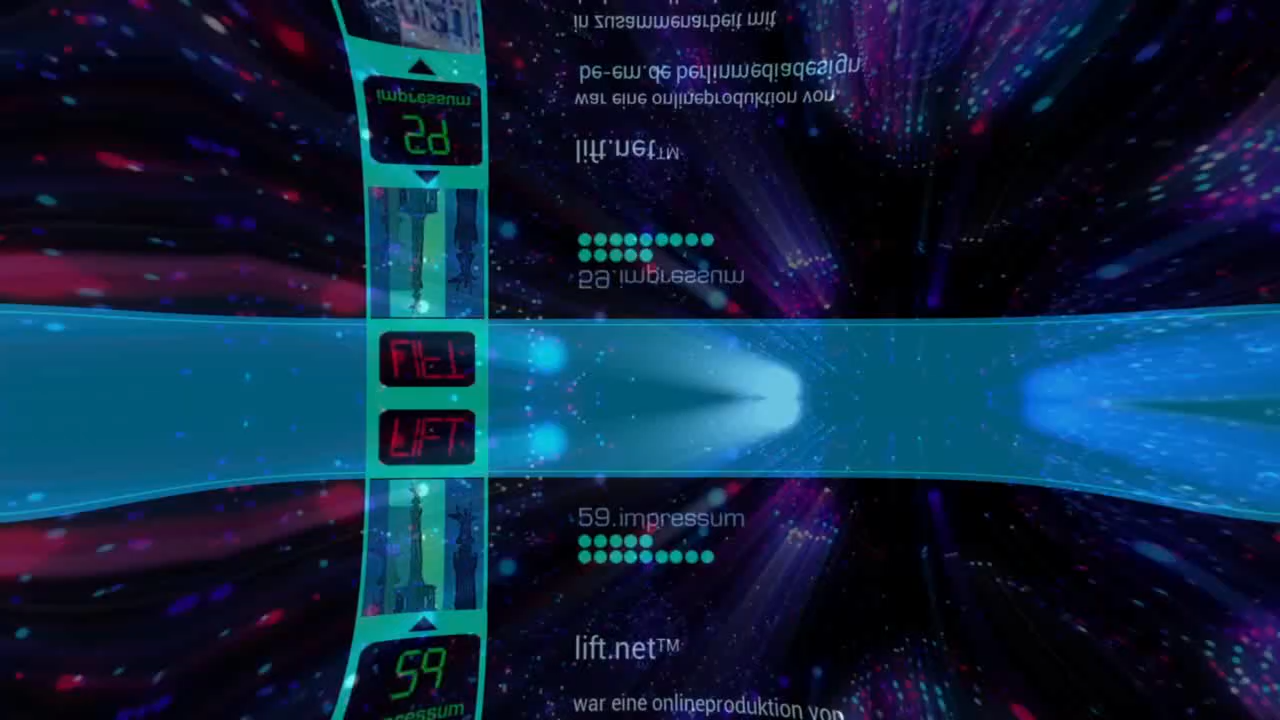 in zusammenarbeit mit
be-em.de berlinmediadesign
war eine onlineproduktion von
lift.net™
59.impressum
impressum
59
LIFT
LIFT
59.impressum
lift.net™
war eine onlineproduktion von
59